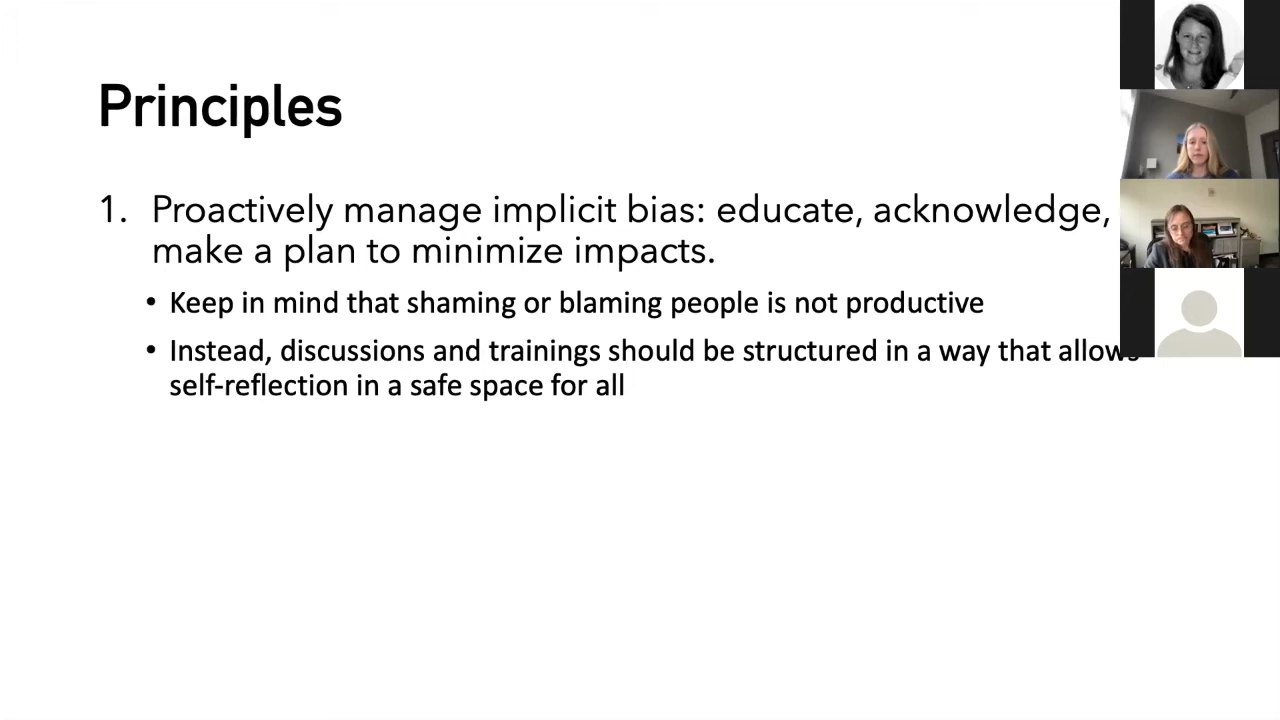 Principles
1. Proactively manage implicit bias: educate, acknowledge,
make a plan to minimize impacts.
• Keep in mind that shaming or blaming people is not productive
• Instead, discussions and trainings should be structured in a way that allows
self-reflection in a safe space for all